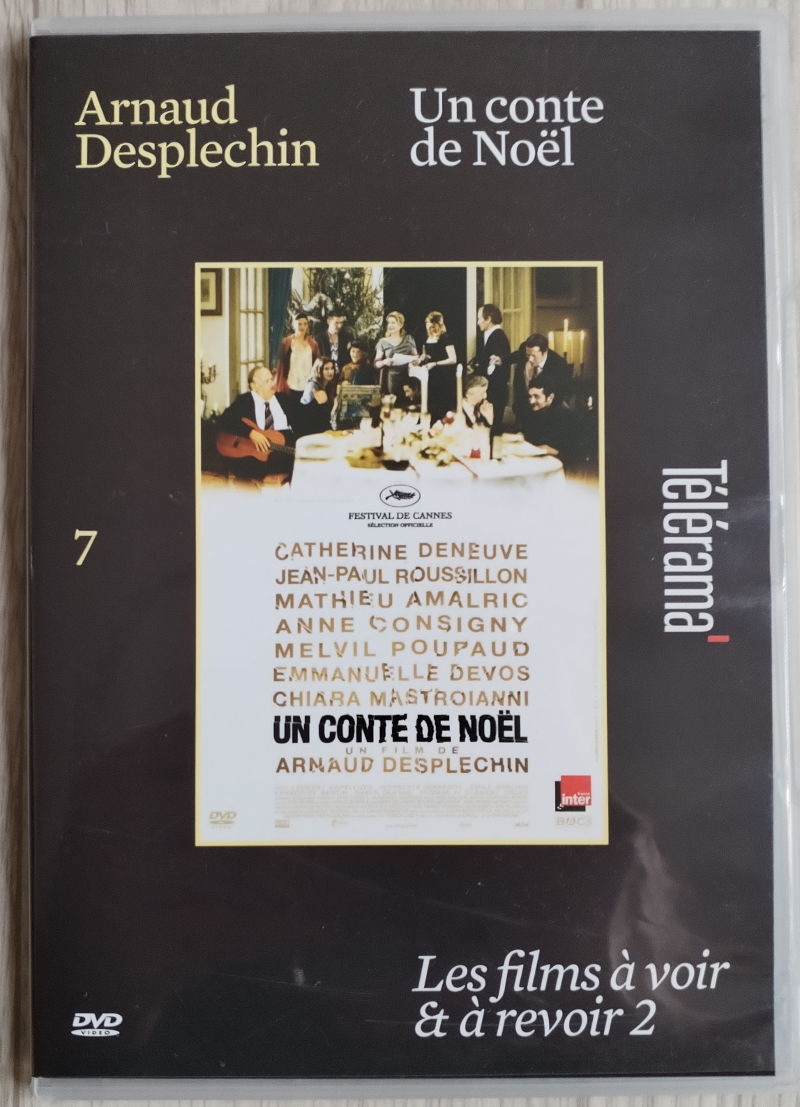 Arnaud
Desplechin
Un conte
de Noël
7
Télérama'
FESTIVAL DE CANNES
SÉLECTION OFFICIELLE
CATHERINE DENEUVE
JEAN-PAUL ROUSSILLON
MATHIEU AMALRIC
ANNE CONSIGNY
MELVIL POUPAUD
EMMANUELLE DEVOS
CHIARA MASTROIANNI
UN CONTE DE NOËL
UN FILM DE
ARNAUD DESPLECHIN
inter
DVD
VIDEO
Les films à voir
& à revoir 2
DVD
VIDEO